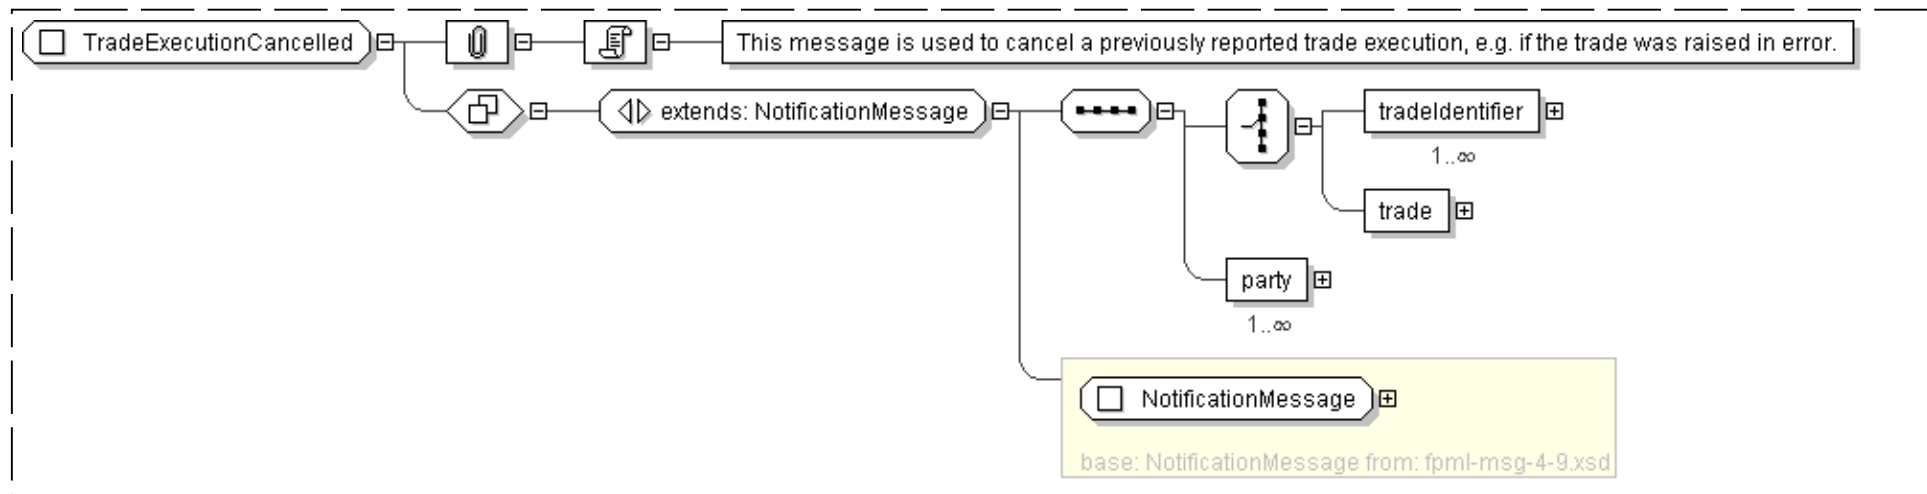 TradeExecutionCancelled
This message is used to cancel a previously reported trade execution, e.g. if the trade was raised in error.
extends: NotificationMessage
tradeIdentifier
1..∞
trade
party
1..∞
NotificationMessage
base: NotificationMessage from: fpml-msg-4-9.xsd